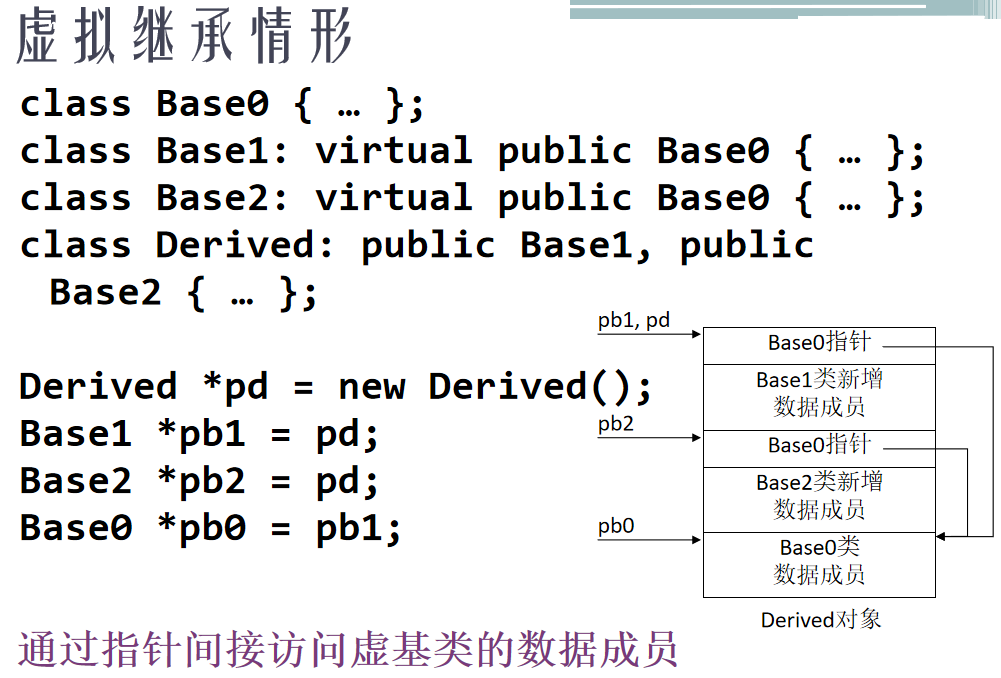 虚拟继承情形
class Base0 { … };
class Base1: virtual public Base0 { … };
class Base2: virtual public Base0 { … };
class Derived: public Base1, public
Base2 { … };
Derived *pd = new Derived();
Base1 *pb1 = pd;
Base2 *pb2 = pd;
Base0 *pb0 = pb1;
pb1, pd
Base0指针
Base1类新增
数据成员
pb2
Base0指针
Base2类新增
数据成员
pb0
Base0类
数据成员
Derived对象
通过指针间接访问虚基类的数据成员